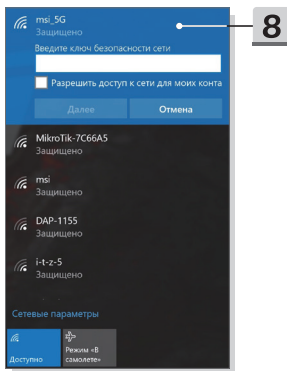 msi_5G
Защищено
Введите ключ безопасности сети
Разрешить доступ к сети для моих конта
Далее
Отмена
MikroTik-7C66A5
Защищено
msi
Защищено
DAP-1155
Защищено
i-t-z-5
Защищено
Сетевые параметры
Доступно
Режим «В
самолете»
8